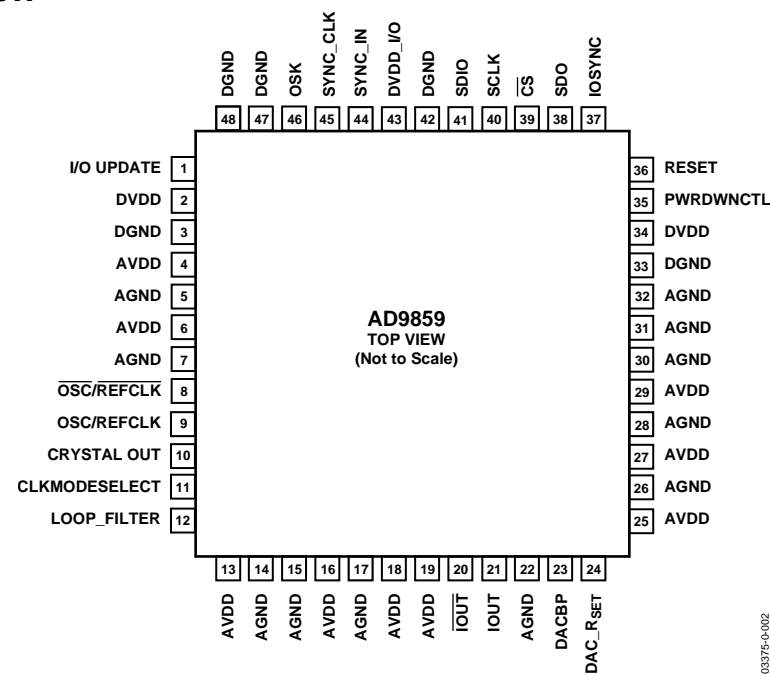 DGND
DGND
OSK
SYNC_CLK
SYNC_IN
DVDD_I/O
DGND
SDIO
SCLK
C̅S̅
SDO
IOSYNC
48
47
46
45
44
43
42
41
40
39
38
37
I/O UPDATE 1
DVDD 2
DGND 3
AVDD 4
AGND 5
AVDD 6
AGND 7
O̅S̅C̅/̅R̅E̅F̅C̅L̅K̅ 8
OSC/REFCLK 9
CRYSTAL OUT 10
CLKMODESELECT 11
LOOP_FILTER 12
AD9859
TOP VIEW
(Not to Scale)
36 RESET
35 PWRDWNCTL
34 DVDD
33 DGND
32 AGND
31 AGND
30 AGND
29 AVDD
28 AGND
27 AVDD
26 AGND
25 AVDD
13
14
15
16
17
18
19
20
21
22
23
24
AVDD
AGND
AGND
AVDD
AGND
AVDD
AVDD
I̅O̅U̅T̅
IOUT
AGND
DACBP
DAC_RSET
03375-0-002